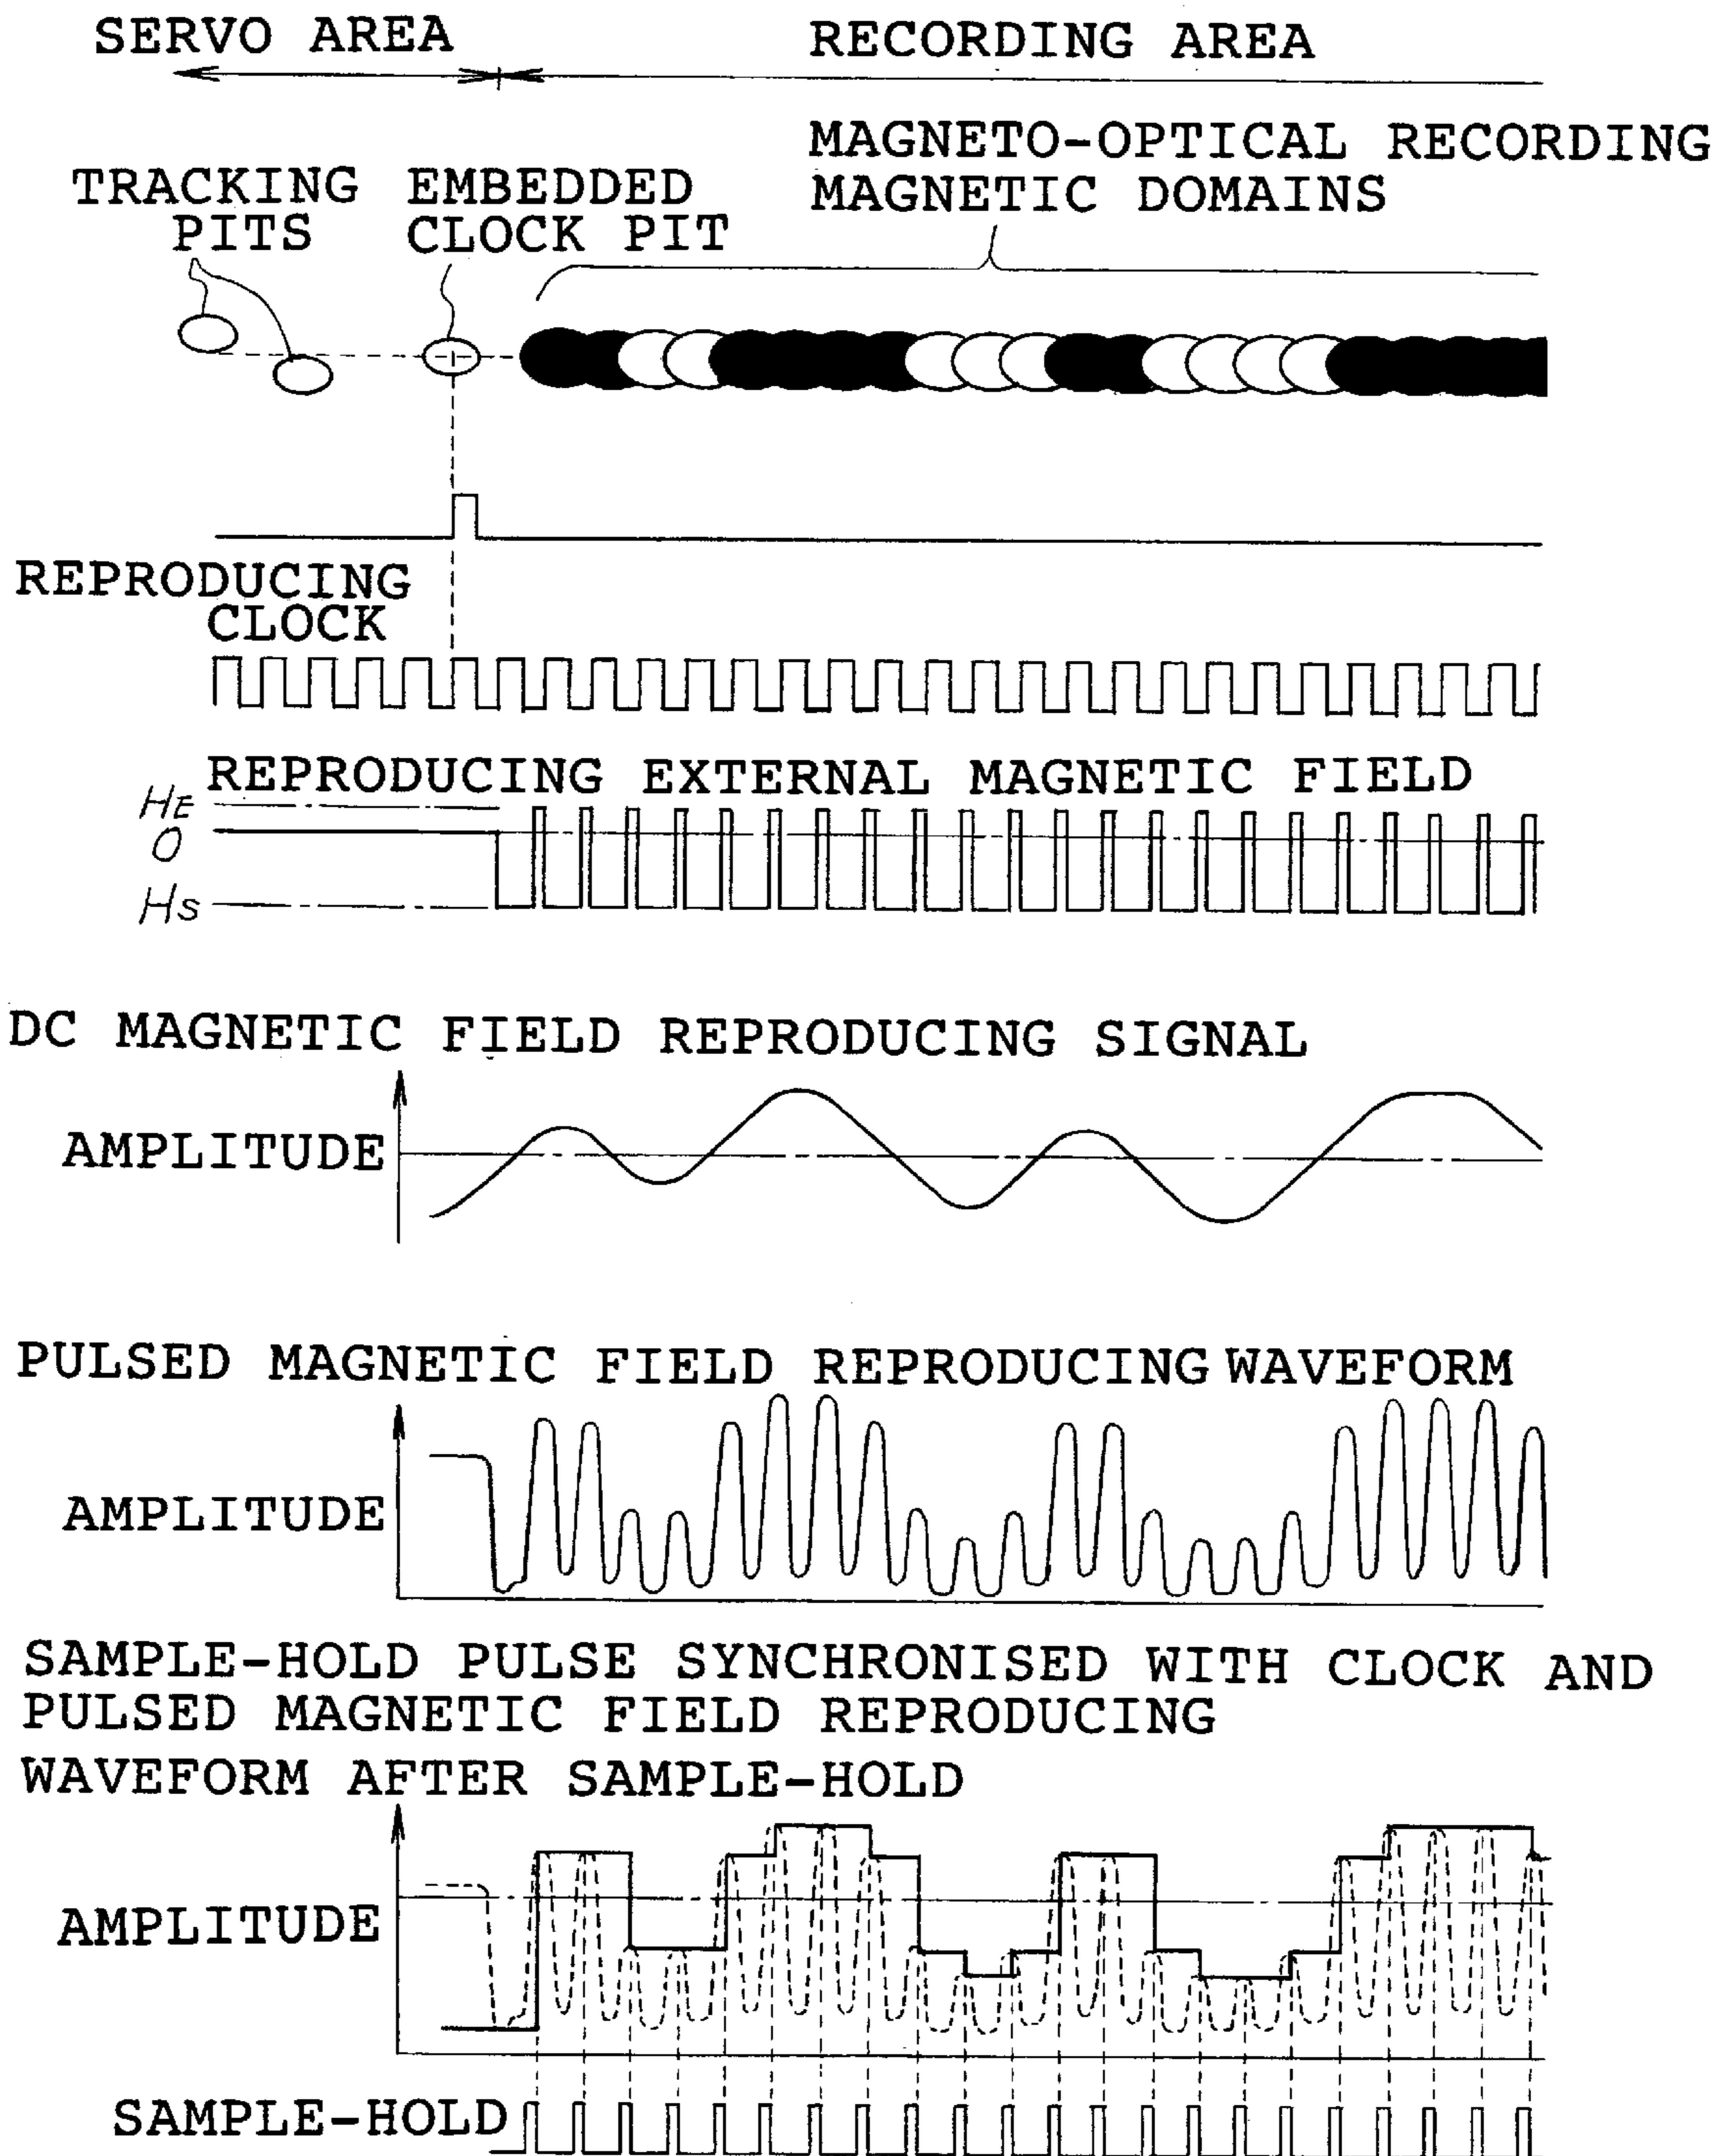 SERVO AREA
RECORDING AREA
MAGNETO-OPTICAL RECORDING
MAGNETIC DOMAINS
TRACKING
PITS
EMBEDDED
CLOCK PIT
REPRODUCING
CLOCK
REPRODUCING EXTERNAL MAGNETIC FIELD
HE
O
HS
DC MAGNETIC FIELD REPRODUCING SIGNAL
AMPLITUDE
PULSED MAGNETIC FIELD REPRODUCING WAVEFORM
AMPLITUDE
SAMPLE-HOLD PULSE SYNCHRONISED WITH CLOCK AND
PULSED MAGNETIC FIELD REPRODUCING
WAVEFORM AFTER SAMPLE-HOLD
AMPLITUDE
SAMPLE-HOLD